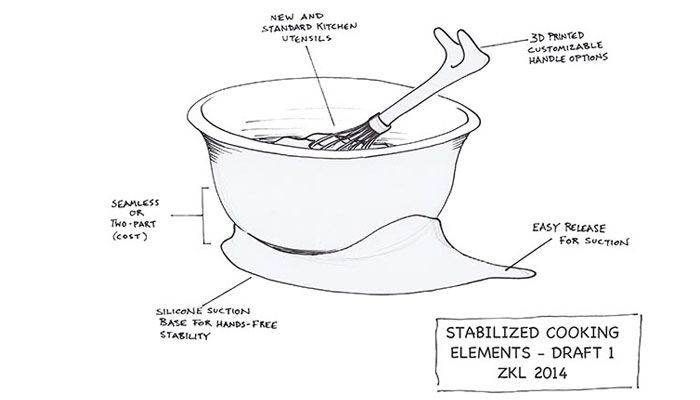 NEW AND
STANDARD KITCHEN
UTENSILS
3D PRINTED
CUSTOMIZABLE
HANDLE OPTIONS
SEAMLESS
OR
TWO-PART
(COST)
EASY RELEASE
FOR SUCTION
SILICONE SUCTION
BASE FOR HANDS-FREE
STABILITY
STABILIZED COOKING
ELEMENTS - DRAFT 1
ZKL 2014